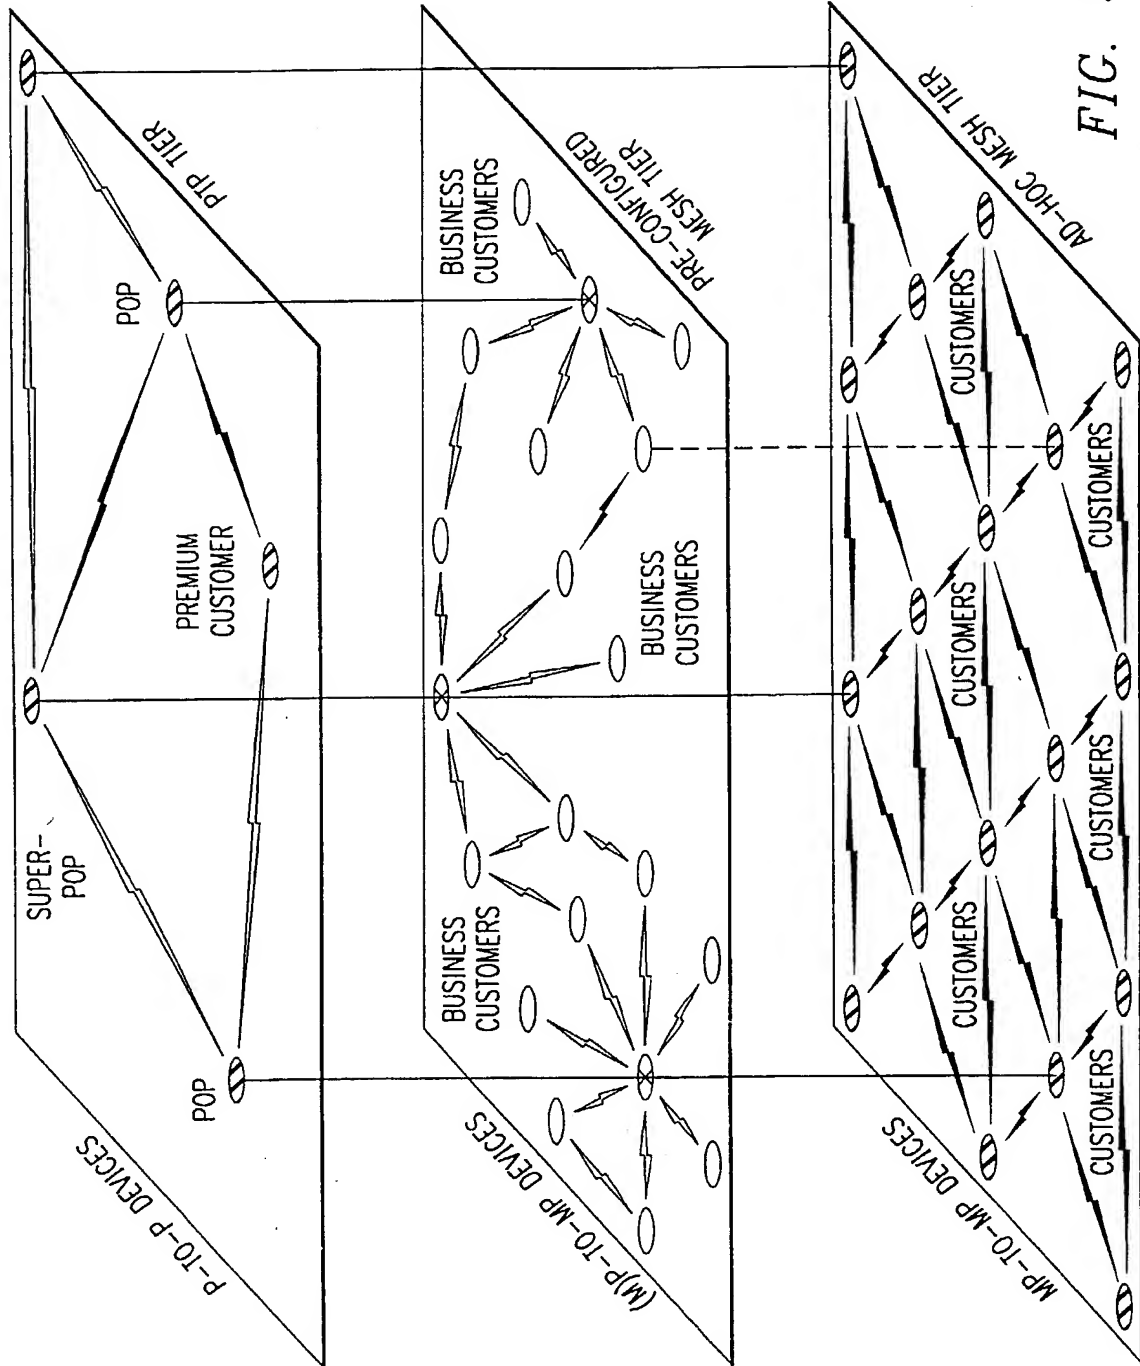 P-TO-P DEVICES
PTP TIER
POP
SUPER-
POP
PREMIUM
CUSTOMER
POP
(M)P-TO-MP DEVICES
PRE-CONFIGURED
MESH TIER
BUSINESS
CUSTOMERS
BUSINESS
CUSTOMERS
BUSINESS
CUSTOMERS
MP-TO-MP DEVICES
AD-HOC MESH TIER
CUSTOMERS
CUSTOMERS
CUSTOMERS
CUSTOMERS
CUSTOMERS
CUSTOMERS
CUSTOMERS
FIG.